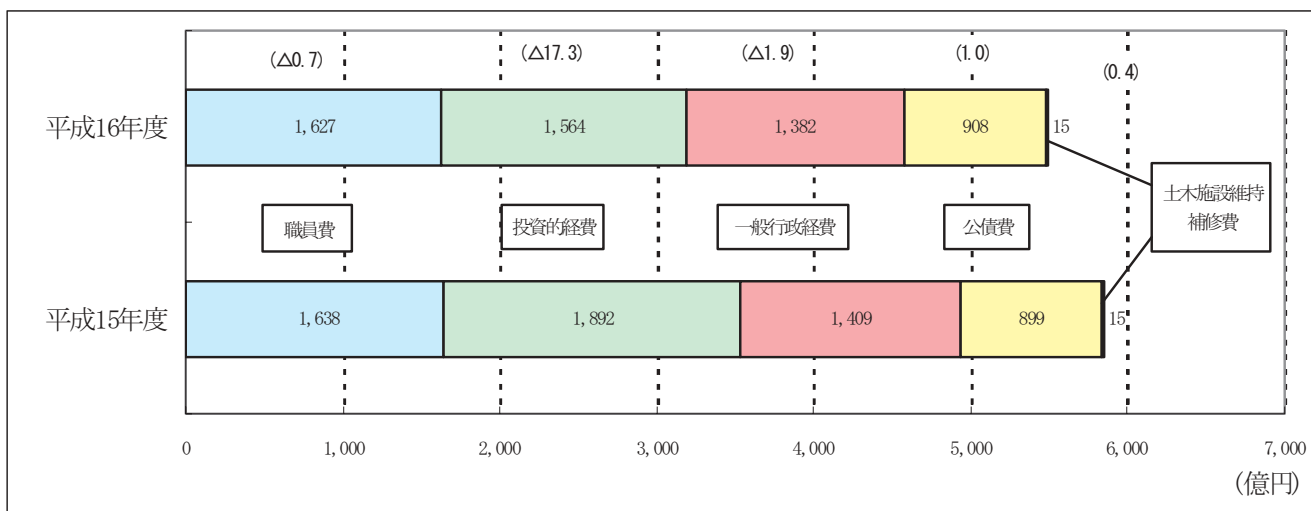 (△0.7) (△17.3) (△1.9) (1.0) (0.4)
平成16年度 1,627 1,564 1,382 908 15
職員費 投資的経費 一般行政経費 公債費
土木施設維持
補修費
平成15年度 1,638 1,892 1,409 899 15
0 1,000 2,000 3,000 4,000 5,000 6,000 7,000
(億円)